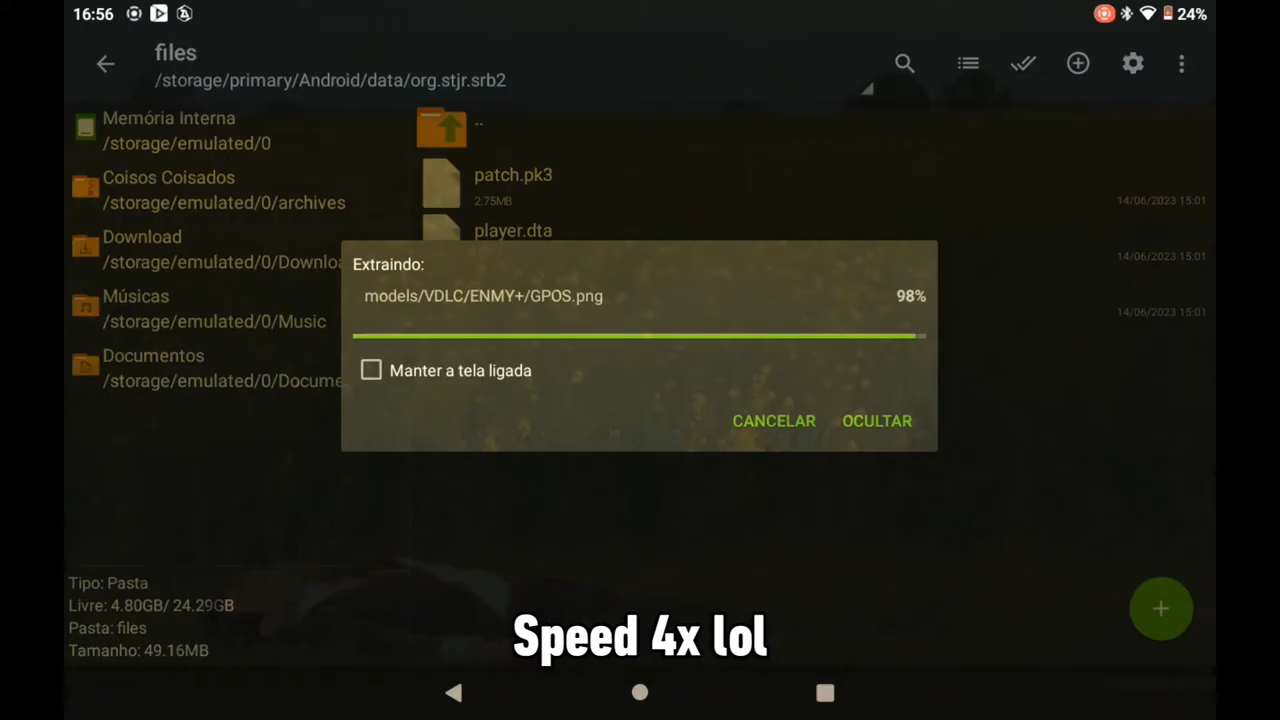 16:56
24%
files
/storage/primary/Android/data/org.stjr.srb2
Memória Interna
/storage/emulated/0
Coisos Coisados
/storage/emulated/0/archives
Download
/storage/emulated/0/Downlo
Músicas
/storage/emulated/0/Music
Documentos
/storage/emulated/0/Docume
..
patch.pk3
2.75MB
14/06/2023 15:01
player.dta
14/06/2023 15:01
14/06/2023 15:01
Extraindo:
models/VDLC/ENMY+/GPOS.png
98%
Manter a tela ligada
CANCELAR
OCULTAR
Tipo: Pasta
Livre: 4.80GB/ 24.29GB
Pasta: files
Tamanho: 49.16MB
Speed 4x lol